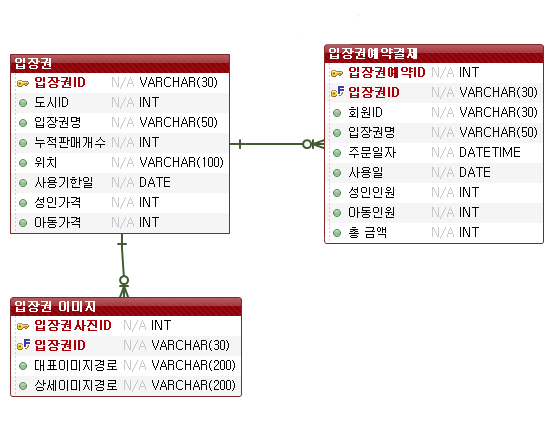 입장권
입장권ID N/A VARCHAR(30)
도시ID N/A INT
입장권명 N/A VARCHAR(50)
누적판매개수 N/A INT
위치 N/A VARCHAR(100)
사용기한일 N/A DATE
성인가격 N/A INT
아동가격 N/A INT
입장권예약결제
입장권예약ID N/A INT
입장권ID N/A VARCHAR(30)
회원ID N/A VARCHAR(30)
입장권명 N/A VARCHAR(50)
주문일자 N/A DATETIME
사용일 N/A DATE
성인인원 N/A INT
아동인원 N/A INT
총 금액 N/A INT
입장권 이미지
입장권사진ID N/A INT
입장권ID N/A VARCHAR(30)
대표이미지경로 N/A VARCHAR(200)
상세이미지경로 N/A VARCHAR(200)